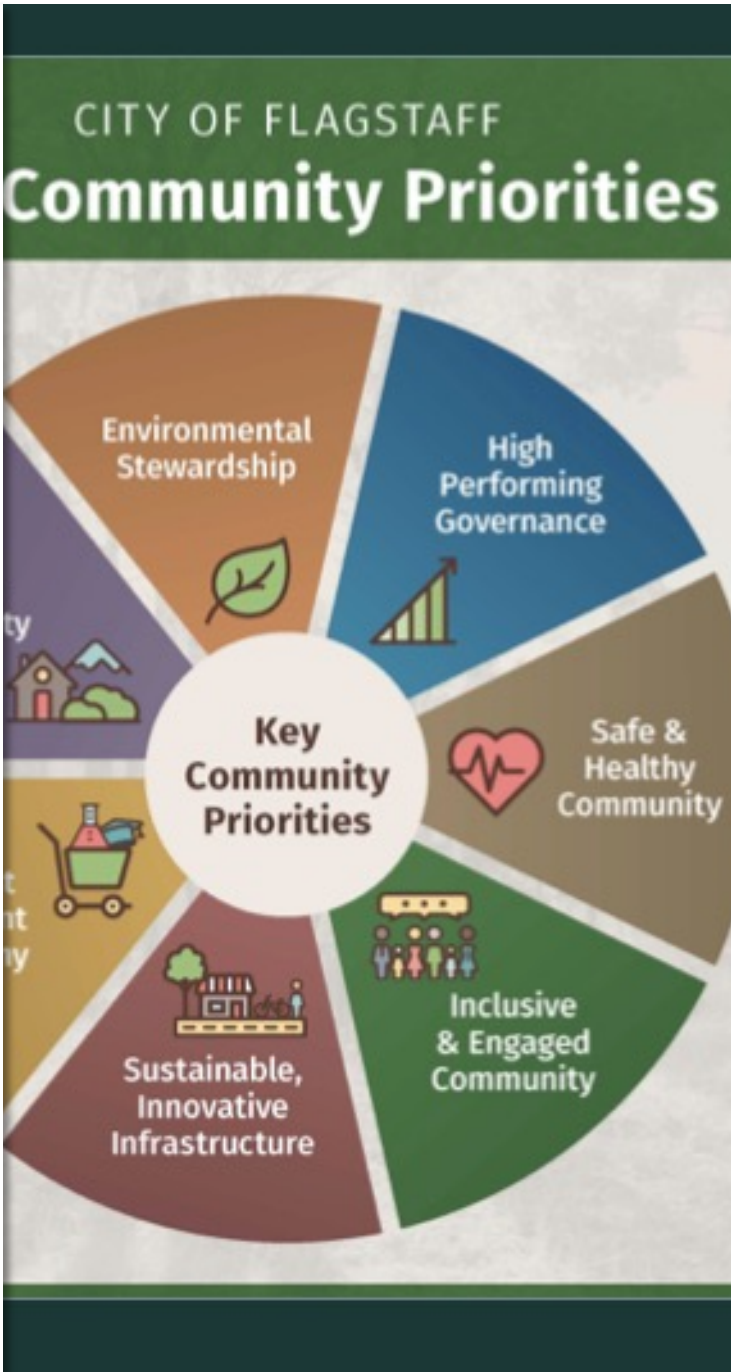 CITY OF FLAGSTAFF
Community Priorities
Environmental
Stewardship
High
Performing
Governance
Safe &
Healthy
Community
Inclusive
& Engaged
Community
Sustainable,
Innovative
Infrastructure
Key
Community
Priorities